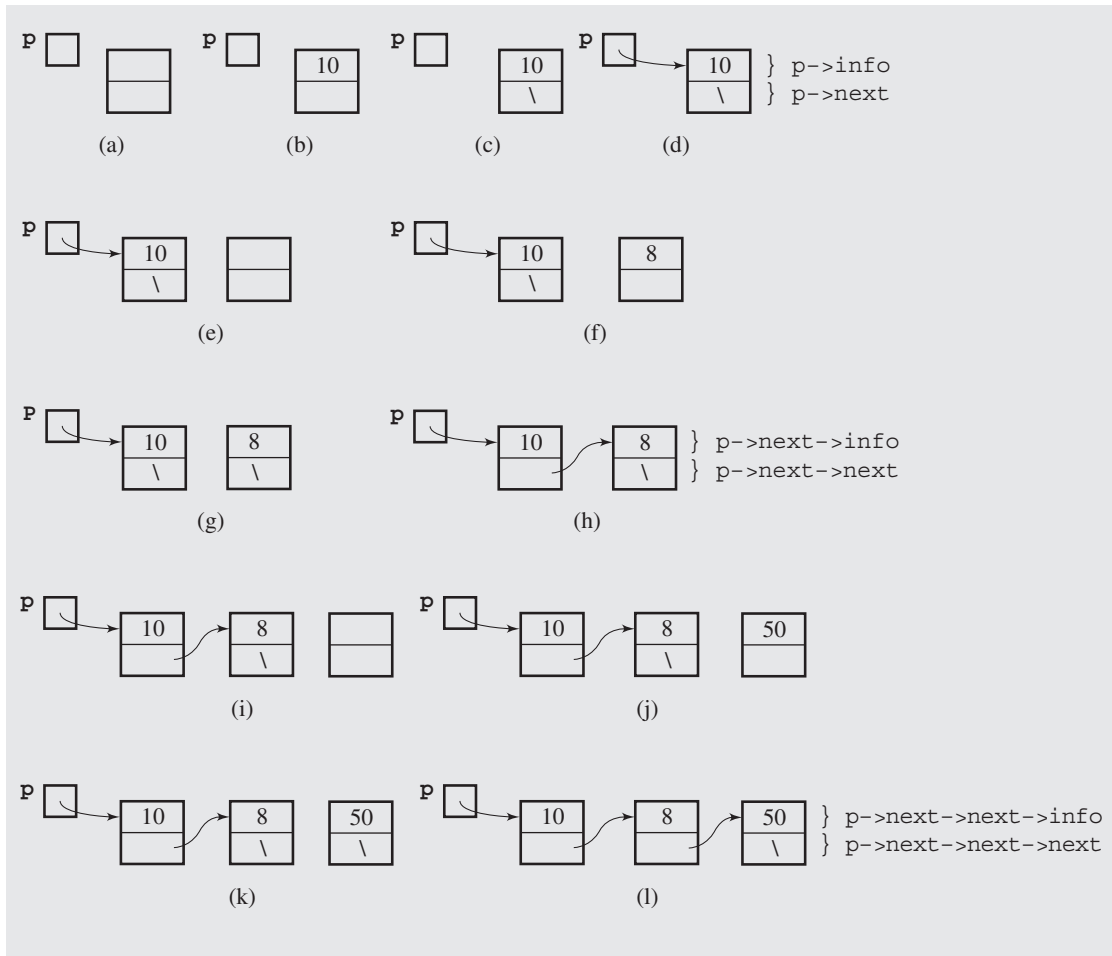 p p p p
10 10 10 } p->info
\ \ } p->next
(a) (b) (c) (d)
p p
10 10 8
\ \
(e) (f)
p p
10 8 10 8 } p->next->info
\ \ \ } p->next->next
(g) (h)
p p
10 8 10 8 50
\ \
(i) (j)
p p
10 8 50 10 8 50 } p->next->next->info
\ \ \ } p->next->next->next
(k) (l)